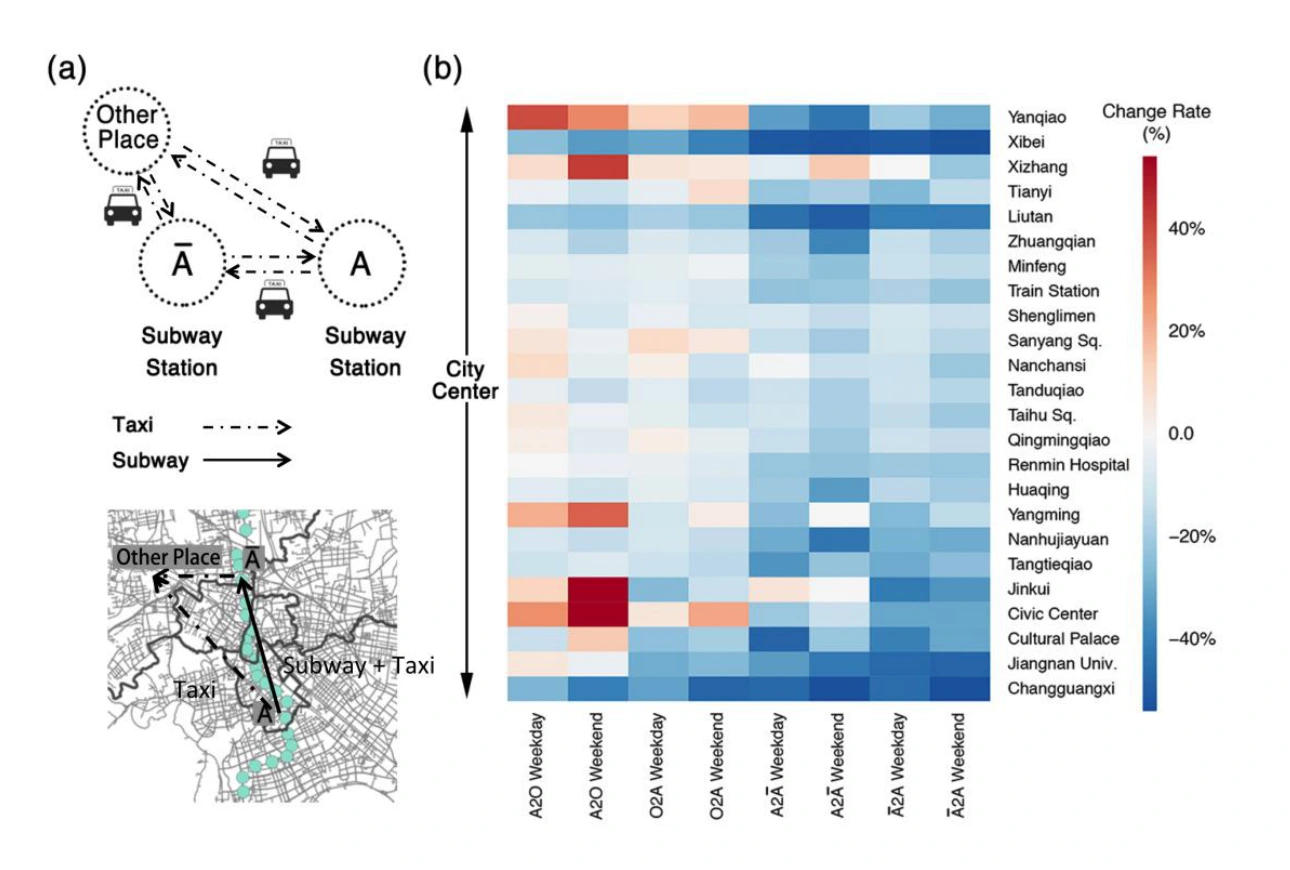 (a)
Other
Place
TAXI
TAXI
Ā
A
TAXI
Subway
Station
Subway
Station
Taxi
Subway
Other Place
A
Subway + Taxi
Taxi
A
(b)
City
Center
Yanqiao
Xibei
Xizhang
Tianyi
Liutan
Zhuangqian
Minfeng
Train Station
Shenglimen
Sanyang Sq.
Nanchansi
Tanduqiao
Taihu Sq.
Qingmingqiao
Renmin Hospital
Huaqing
Yangming
Nanhujiayuan
Tangtieqiao
Jinkui
Civic Center
Cultural Palace
Jiangnan Univ.
Changguangxi
A2O Weekday
A2O Weekend
O2A Weekday
O2A Weekend
A2Ā Weekday
A2Ā Weekend
Ā2A Weekday
Ā2A Weekend
Change Rate
(%)
40%
20%
0.0
−20%
−40%